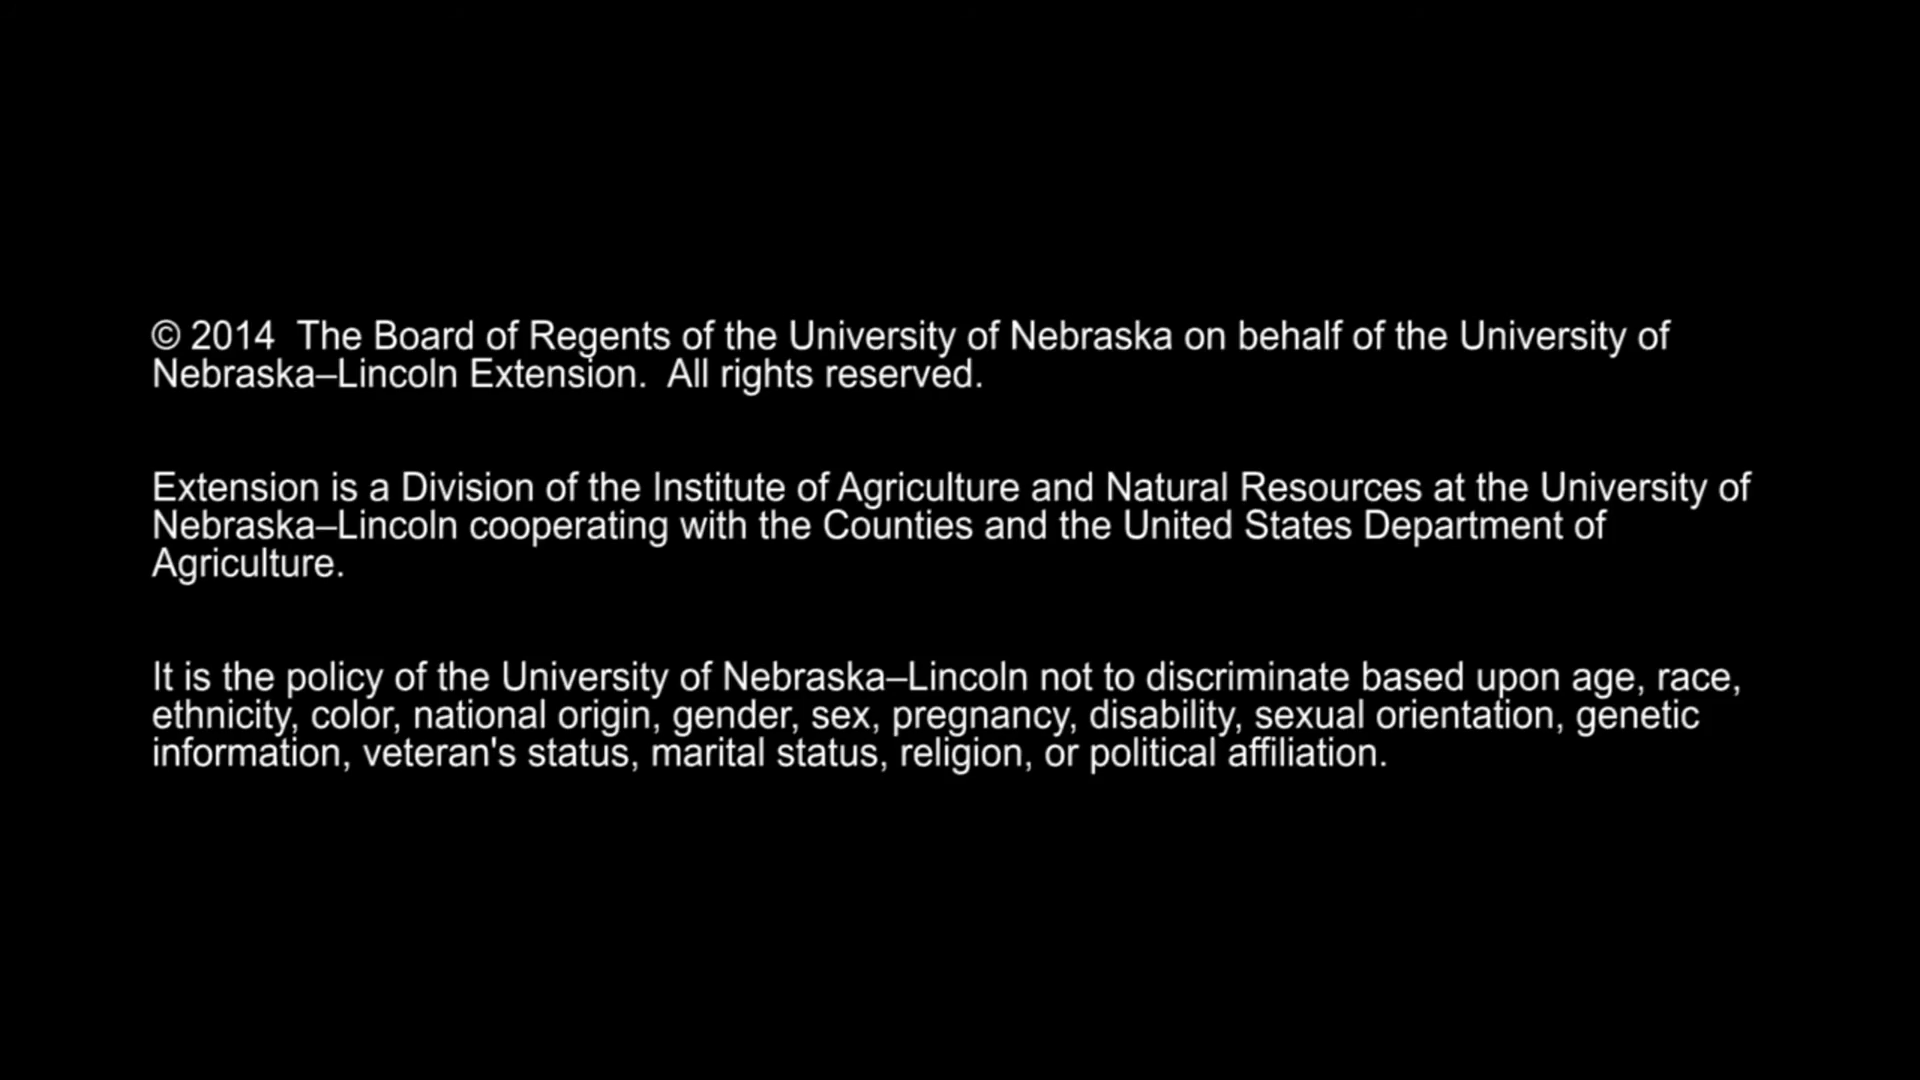 © 2014  The Board of Regents of the University of Nebraska on behalf of the University of
Nebraska–Lincoln Extension.  All rights reserved.
Extension is a Division of the Institute of Agriculture and Natural Resources at the University of
Nebraska–Lincoln cooperating with the Counties and the United States Department of
Agriculture.
It is the policy of the University of Nebraska–Lincoln not to discriminate based upon age, race,
ethnicity, color, national origin, gender, sex, pregnancy, disability, sexual orientation, genetic
information, veteran's status, marital status, religion, or political affiliation.